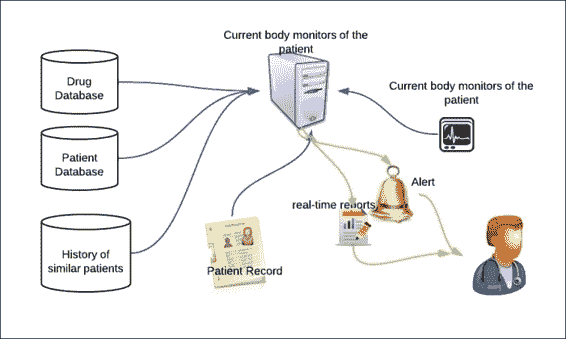 Current body monitors of the
patient
Drug
Database
Current body monitors of the
patient
Patient
Database
Alert
real-time reports
History of
similar patients
Patient Record